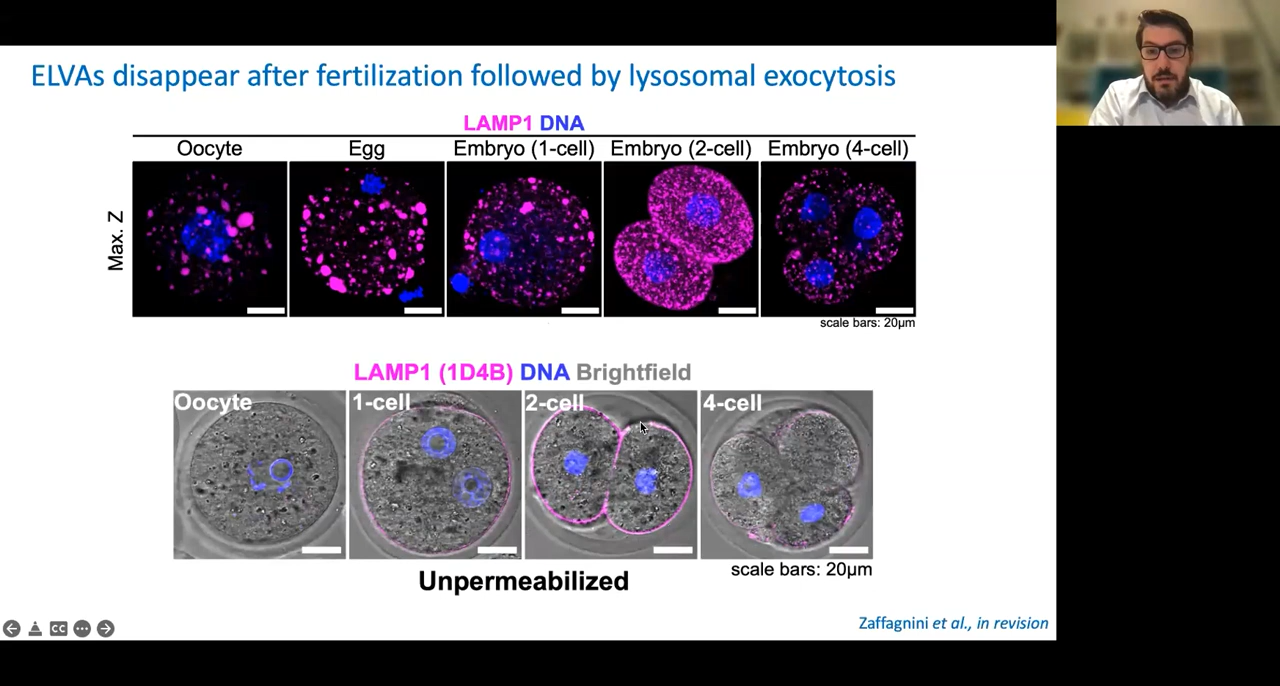 ELVAs disappear after fertilization followed by lysosomal exocytosis
LAMP1 DNA
Oocyte Egg Embryo (1-cell) Embryo (2-cell) Embryo (4-cell)
Max. Z
scale bars: 20µm
LAMP1 (1D4B) DNA Brightfield
Oocyte 1-cell 2-cell 4-cell
scale bars: 20µm
Unpermeabilized
Zaffagnini et al., in revision
CC